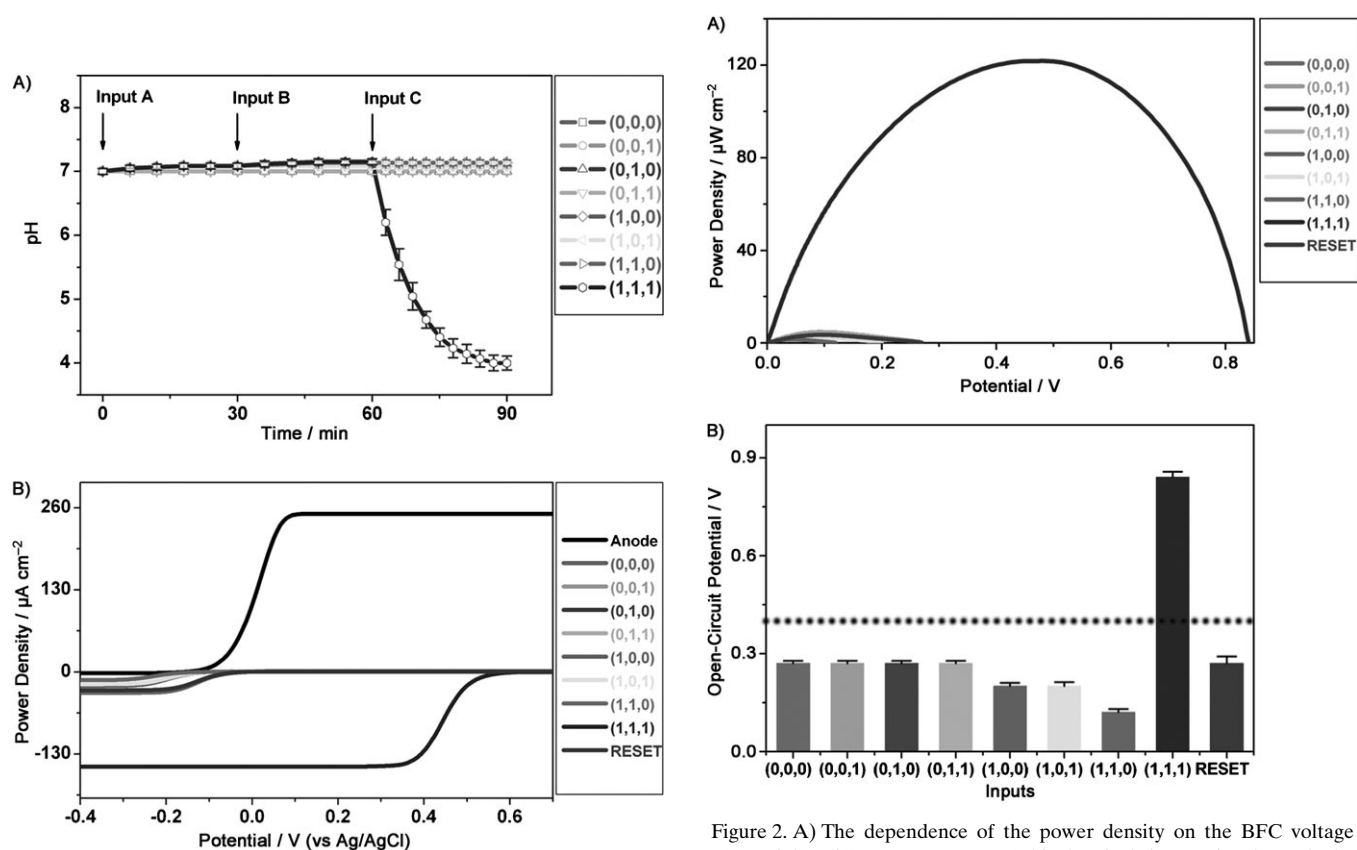 A)
Input A
Input B
Input C
8
7
6
5
4
pH
0
30
60
90
Time / min
(0,0,0)
(0,0,1)
(0,1,0)
(0,1,1)
(1,0,0)
(1,0,1)
(1,1,0)
(1,1,1)
B)
260
130
0
-130
Power Density / µA cm⁻²
-0.4
-0.2
0.0
0.2
0.4
0.6
Potential / V (vs Ag/AgCl)
Anode
(0,0,0)
(0,0,1)
(0,1,0)
(0,1,1)
(1,0,0)
(1,0,1)
(1,1,0)
(1,1,1)
RESET
A)
120
80
40
0
Power Density / µW cm⁻²
0.0
0.2
0.4
0.6
0.8
Potential / V
(0,0,0)
(0,0,1)
(0,1,0)
(0,1,1)
(1,0,0)
(1,0,1)
(1,1,0)
(1,1,1)
RESET
B)
0.9
0.6
0.3
0.0
Open-Circuit Potential / V
(0,0,0) (0,0,1) (0,1,0) (0,1,1) (1,0,0) (1,0,1) (1,1,0) (1,1,1) RESET
Inputs
Figure 2. A) The dependence of the power density on the BFC voltage